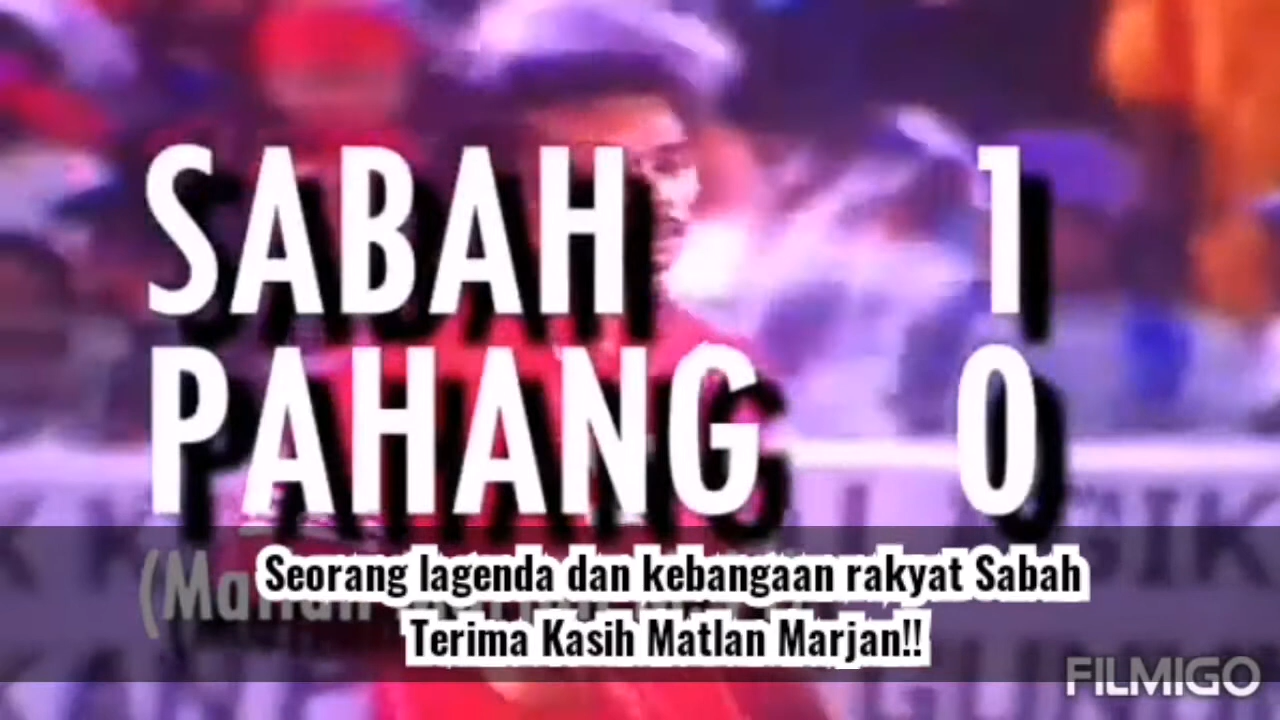 SABAH 1
PAHANG 0
Seorang lagenda dan kebangaan rakyat Sabah
Terima Kasih Matlan Marjan!!
FILMIGO